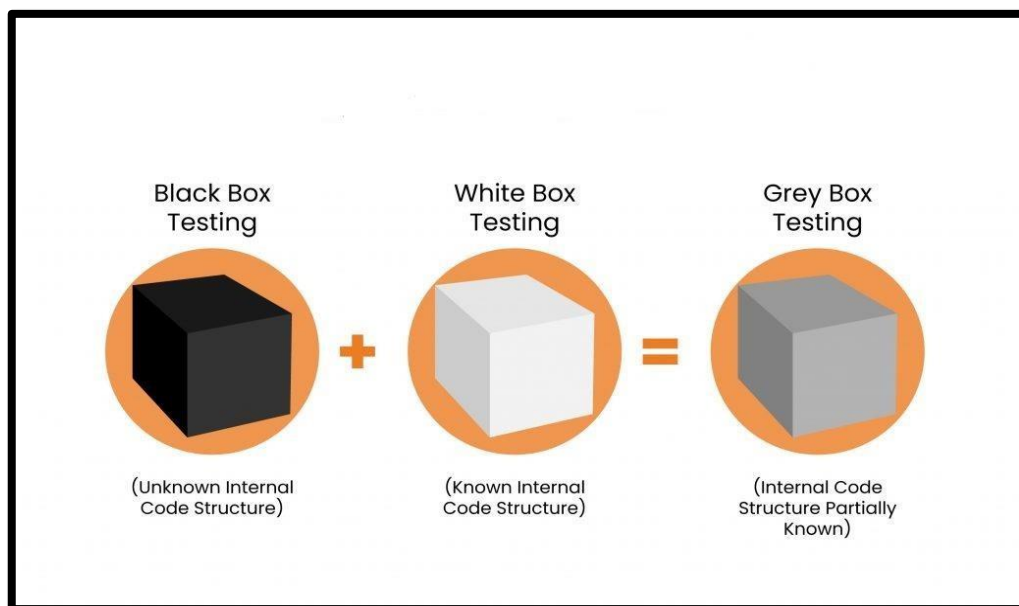 Black Box
Testing
White Box
Testing
Grey Box
Testing
(Unknown Internal
Code Structure)
(Known Internal
Code Structure)
(Internal Code
Structure Partially
Known)